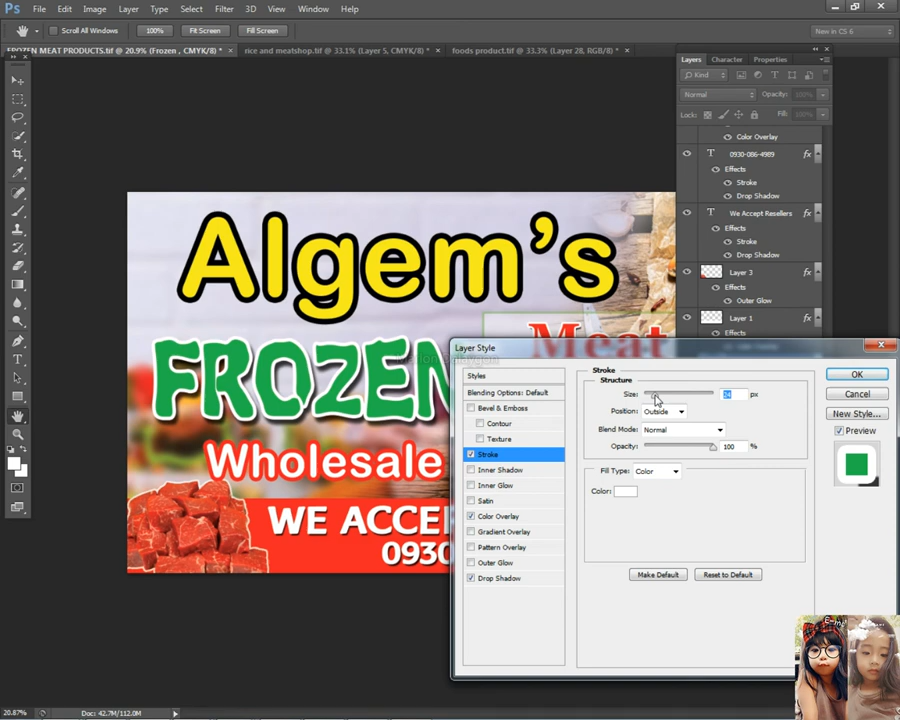 Ps File Edit Image Layer Type Select Filter 3D View Window Help
Scroll All Windows 100% Fit Screen Fill Screen New in CS 6
FROZEN MEAT PRODUCTS.tif @ 20.9% (Frozen , CMYK/8) * × rice and meatshop.tif @ 33.1% (Layer 5, CMYK/8) * × foods product.tif @ 33.3% (Layer 28, RGB/8) * ×
Layers Character Properties
Kind
Normal Opacity: 100%
Lock: Fill: 100%
Color Overlay
T 0930-086-4989 fx
Effects
Stroke
Drop Shadow
T We Accept Resellers fx
Effects
Stroke
Drop Shadow
Layer 3 fx
Effects
Outer Glow
Layer 1 fx
Effects
Algem's
Meat
FROZEN
Wholesale
WE ACCE
0930
Layer Style
Styles
Blending Options: Default
Bevel & Emboss
Contour
Texture
Stroke
Inner Shadow
Inner Glow
Satin
Color Overlay
Gradient Overlay
Pattern Overlay
Outer Glow
Drop Shadow
Stroke
Structure
Size: 24 px
Position: Outside
Blend Mode: Normal
Opacity: 100 %
Fill Type: Color
Color:
Make Default Reset to Default
OK
Cancel
New Style...
Preview
20.87% Doc: 42.7M/112.0M